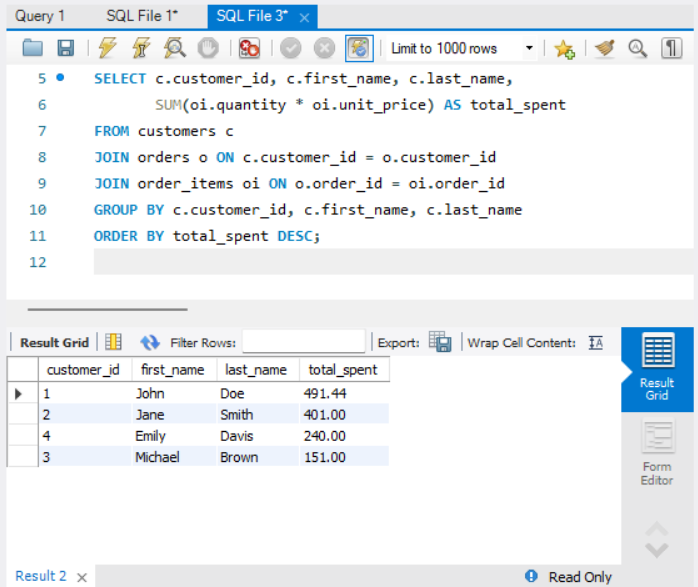 Query 1 SQL File 1* SQL File 3* ×
Limit to 1000 rows
5 SELECT c.customer_id, c.first_name, c.last_name,
6 SUM(oi.quantity * oi.unit_price) AS total_spent
7 FROM customers c
8 JOIN orders o ON c.customer_id = o.customer_id
9 JOIN order_items oi ON o.order_id = oi.order_id
10 GROUP BY c.customer_id, c.first_name, c.last_name
11 ORDER BY total_spent DESC;
12
Result Grid Filter Rows: Export: Wrap Cell Content: IA
customer_id first_name last_name total_spent
1 John Doe 491.44
2 Jane Smith 401.00
4 Emily Davis 240.00
3 Michael Brown 151.00
Result
Grid
Form
Editor
Result 2 × Read Only